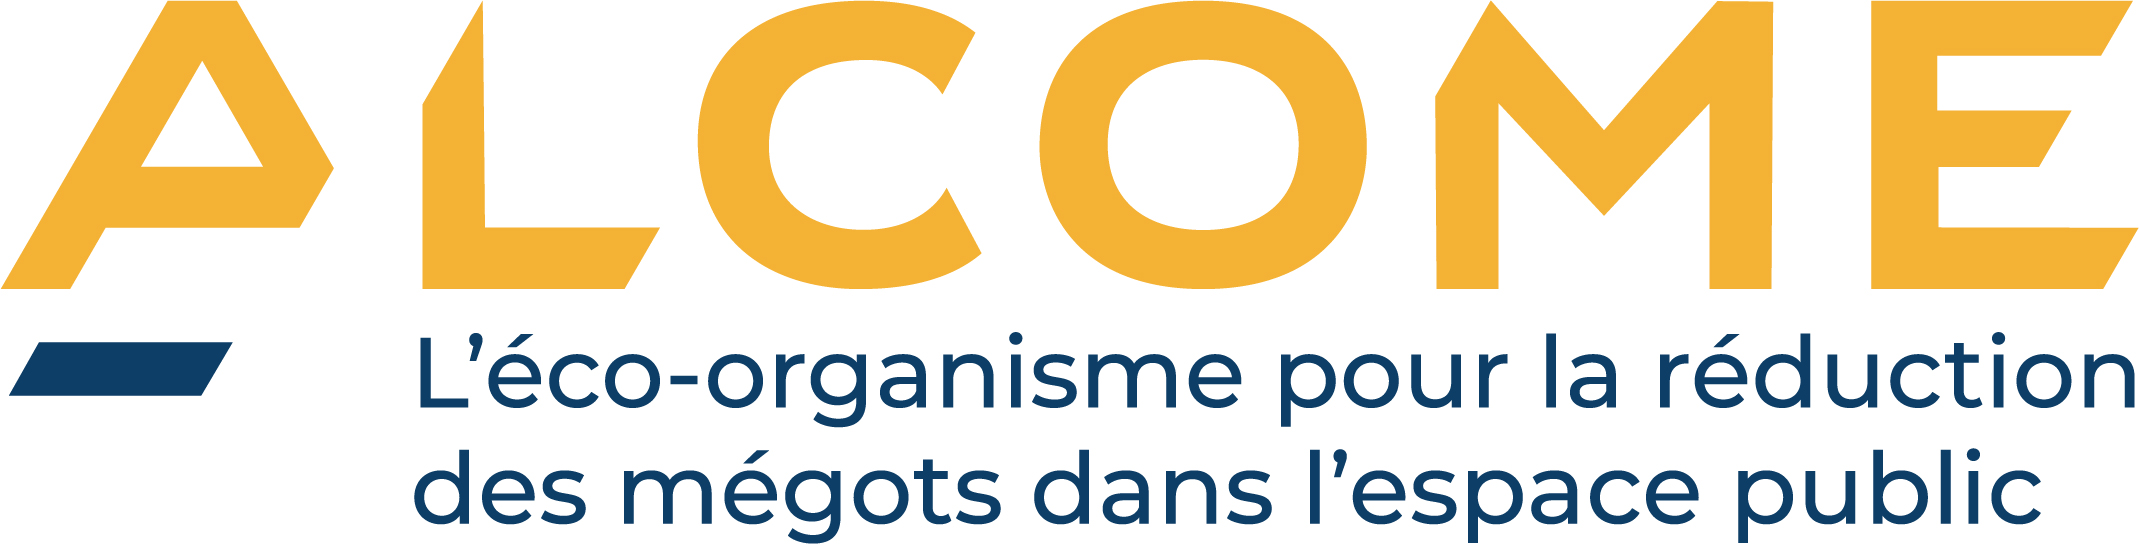 ALCOME
L’éco-organisme pour la réduction
des mégots dans l’espace public